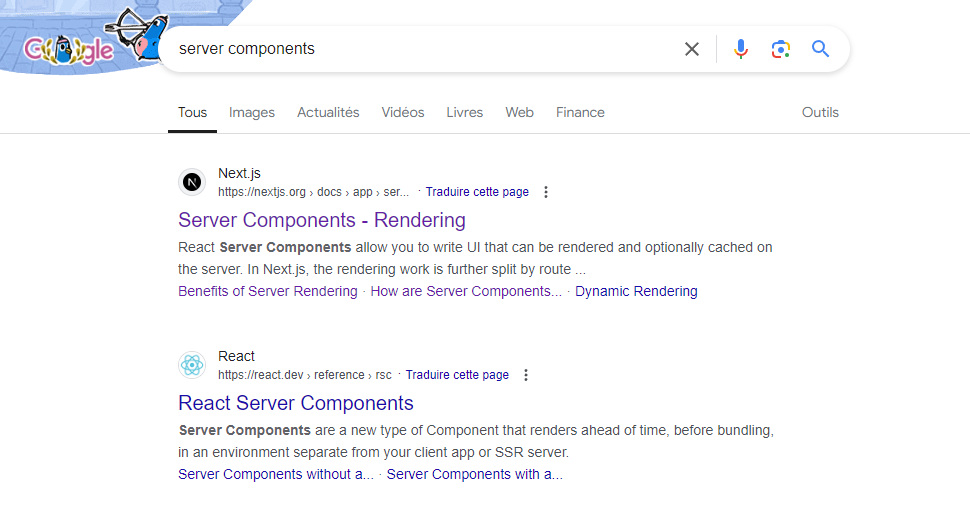 Google
server components
Tous Images Actualités Vidéos Livres Web Finance Outils
Next.js
https://nextjs.org › docs › app › ser... · Traduire cette page
Server Components - Rendering
React Server Components allow you to write UI that can be rendered and optionally cached on
the server. In Next.js, the rendering work is further split by route ...
Benefits of Server Rendering · How are Server Components... · Dynamic Rendering
React
https://react.dev › reference › rsc · Traduire cette page
React Server Components
Server Components are a new type of Component that renders ahead of time, before bundling,
in an environment separate from your client app or SSR server.
Server Components without a... · Server Components with a...